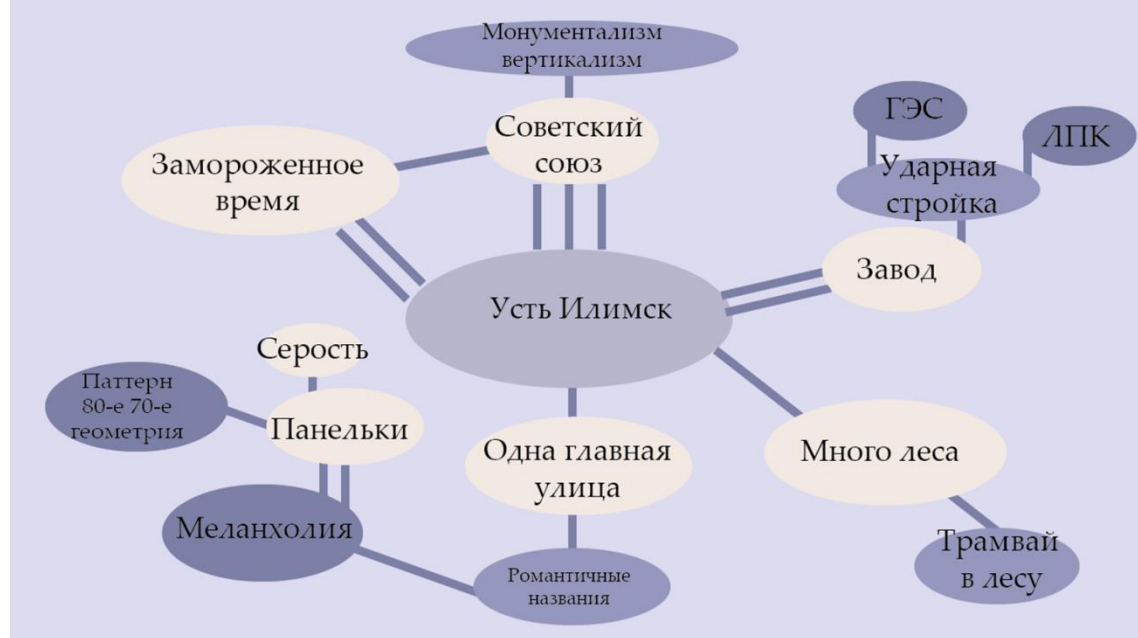 Монументализм
вертикализм
Советский
союз
Замороженное
время
ГЭС
ЛПК
Ударная
стройка
Завод
Усть Илимск
Серость
Паттерн
80-е 70-е
геометрия
Панельки
Одна главная
улица
Много леса
Меланхолия
Трамвай
в лесу
Романтичные
названия